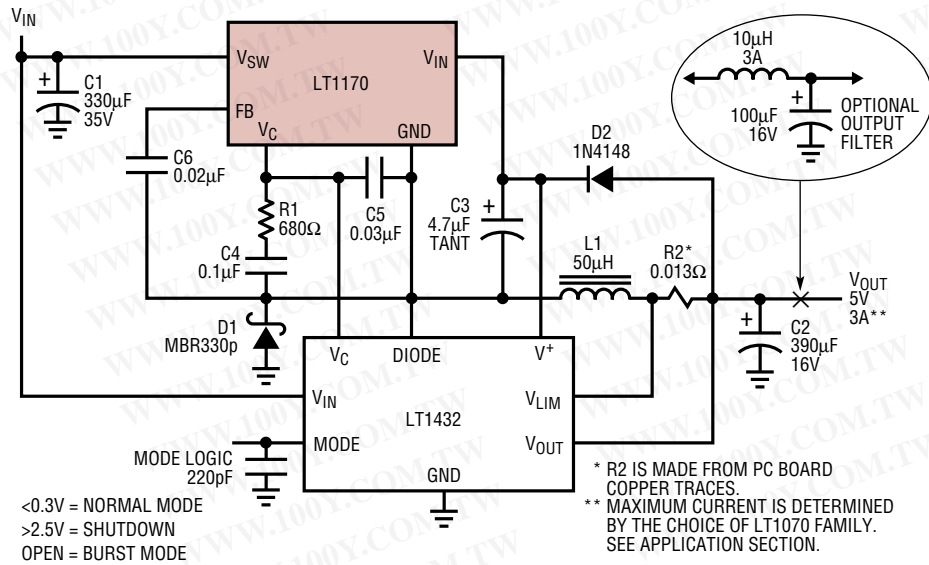 VIN
VSW
LT1170
VIN
FB
VC
GND
+
C1
330µF
35V
C6
0.02µF
R1
680Ω
C5
0.03µF
C3
4.7µF
TANT
+
D2
1N4148
10µH
3A
+
100µF
16V
OPTIONAL
OUTPUT
FILTER
C4
0.1µF
L1
50µH
R2*
0.013Ω
VOUT
5V
3A**
+
C2
390µF
16V
D1
MBR330p
VC
DIODE
V+
VIN
LT1432
VLIM
MODE
VOUT
GND
MODE LOGIC
220pF
<0.3V = NORMAL MODE
>2.5V = SHUTDOWN
OPEN = BURST MODE
* R2 IS MADE FROM PC BOARD
COPPER TRACES.
** MAXIMUM CURRENT IS DETERMINED
BY THE CHOICE OF LT1070 FAMILY.
SEE APPLICATION SECTION.
WWW.100Y.COM.TW